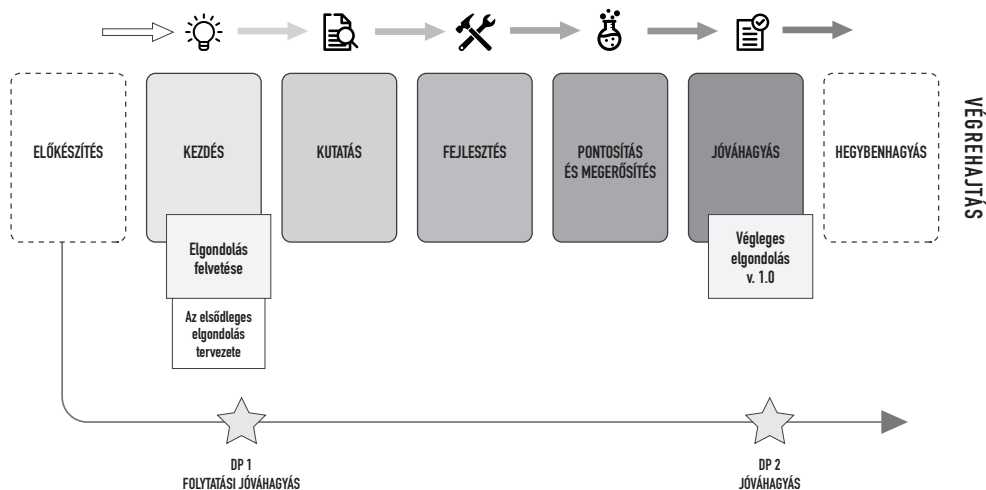 ELŐKÉSZÍTÉS
KEZDÉS
KUTATÁS
FEJLESZTÉS
PONTOSÍTÁS
ÉS MEGERŐSÍTÉS
JÓVÁHAGYÁS
HEGYBENHAGYÁS
VÉGREHAJTÁS
Elgondolás
felvetése
Az elsődleges
elgondolás
tervezete
Végleges
elgondolás
v. 1.0
DP 1
FOLYTATÁSI JÓVÁHAGYÁS
DP 2
JÓVÁHAGYÁS